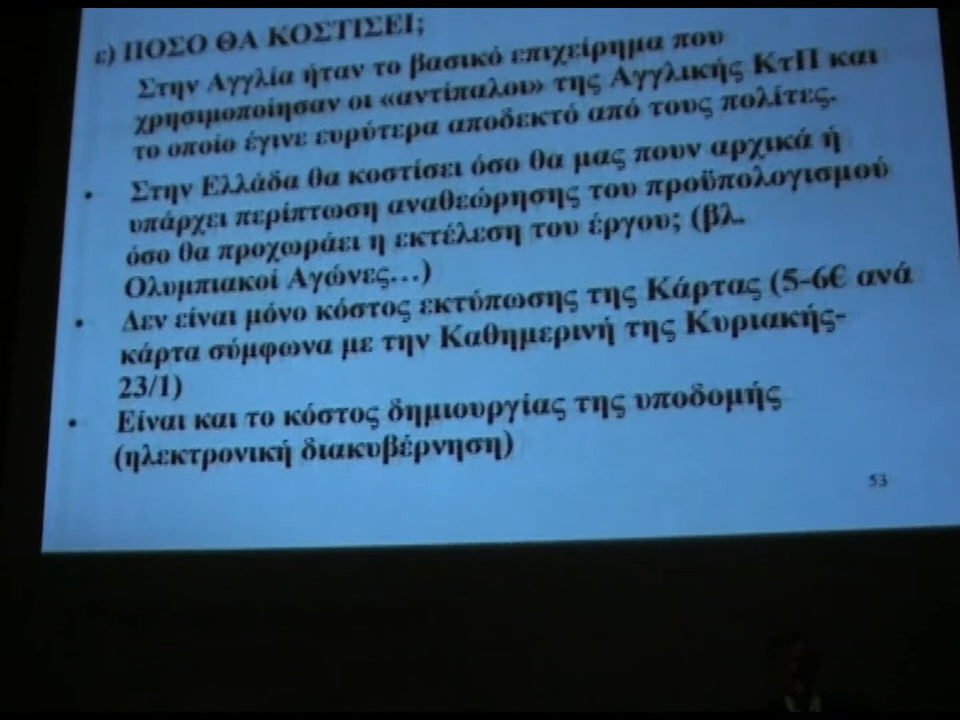 ε) ΠΟΣΟ ΘΑ ΚΟΣΤΙΣΕΙ;
Στην Αγγλία ήταν το βασικό επιχείρημα που
χρησιμοποίησαν οι «αντίπαλοι» της Αγγλικής ΚτΠ και
το οποίο έγινε ευρύτερα αποδεκτό από τους πολίτες.
• Στην Ελλάδα θα κοστίσει όσο θα μας πουν αρχικά ή
υπάρχει περίπτωση αναθεώρησης του προϋπολογισμού
όσο θα προχωράει η εκτέλεση του έργου; (βλ.
Ολυμπιακοί Αγώνες…)
• Δεν είναι μόνο κόστος εκτύπωσης της Κάρτας (5-6€ ανά
κάρτα σύμφωνα με την Καθημερινή της Κυριακής-
23/1)
• Είναι και το κόστος δημιουργίας της υποδομής
(ηλεκτρονική διακυβέρνηση)
53